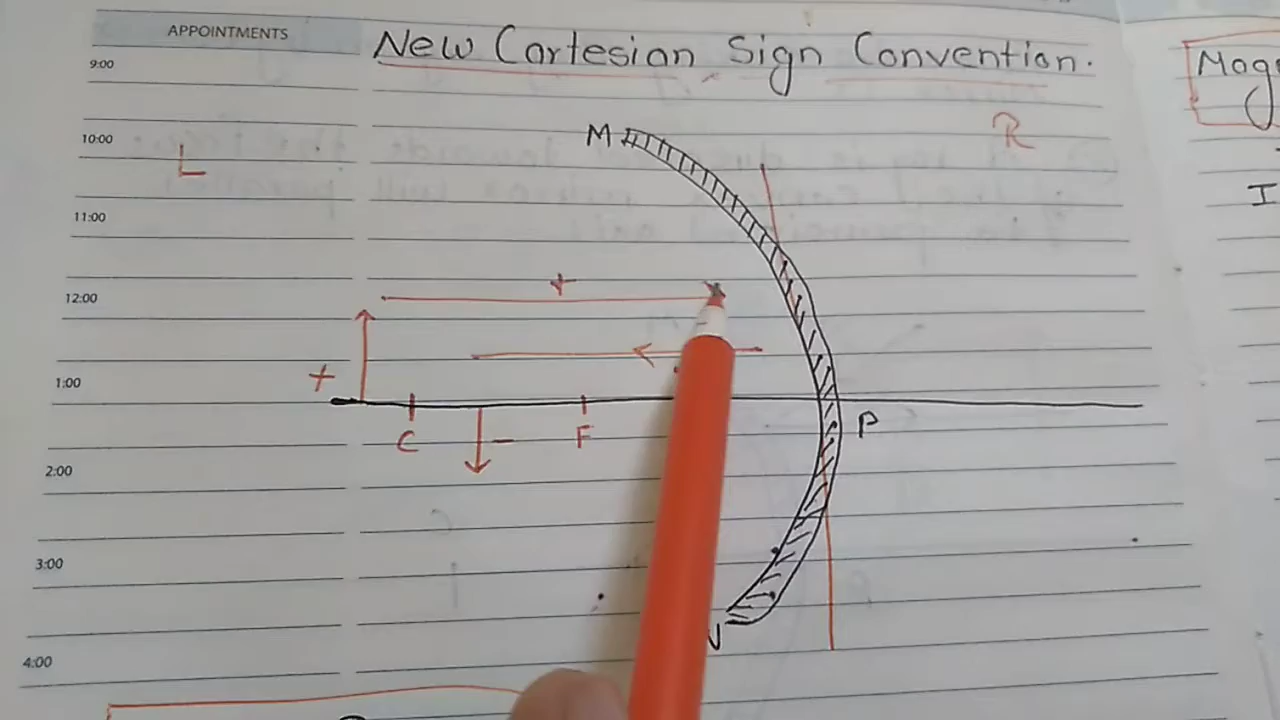 APPOINTMENTS
New Cartesian Sign Convention.
9:00
R
M
10:00
L
11:00
+
12:00
+
1:00
C
-
F
P
2:00
3:00
N
4:00
I